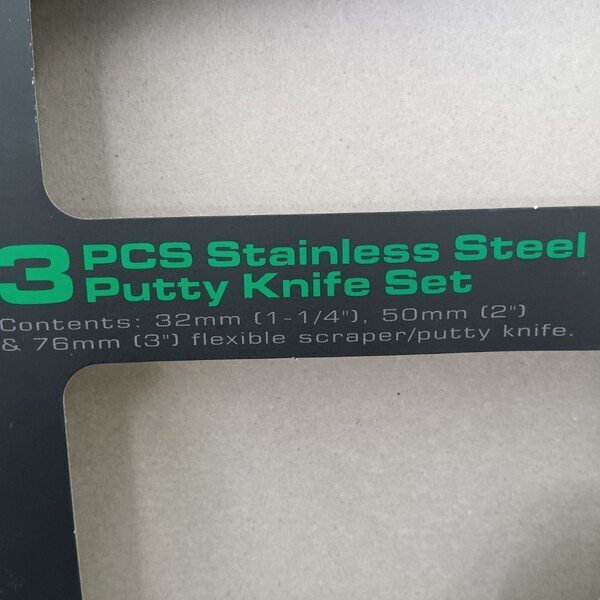 3 PCS Stainless Steel
Putty Knife Set
Contents: 32mm (1-1/4"), 50mm (2")
& 76mm (3") flexible scraper/putty knife.